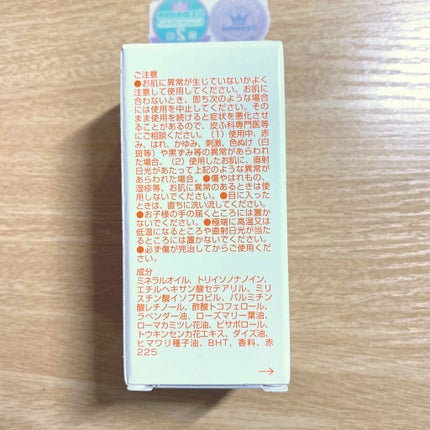 @cosme
第2位
ご注意
●お肌に異常が生じていないかよく
注意して使用してください。お肌に
合わないとき、即ち次のような場合
には使用を中止してください。その
まま使用を続けると症状を悪化させ
ることがあるので、皮ふ科専門医等
にご相談ください。(1)使用中、赤
み、はれ、かゆみ、刺激、色ぬけ(白
斑等)や黒ずみ等の異常があらわれ
た場合。(2)使用したお肌に、直射
日光があたって上記のような異常が
あらわれた場合。●傷やはれもの、
湿疹等、お肌に異常のあるときは使
用しないでください。●目に入った
ときは、直ちに洗い流してください。
●お子様の手の届くところには置か
ないでください。●極端に高温又は
低温になるところや直射日光が当た
るところには置かないでください。
●必ず傷が完治してからご使用くだ
さい。
成分
ミネラルオイル、トリイソノナノイン、
エチルヘキサン酸セテアリル、ミリ
スチン酸イソプロピル、パルミチン
酸レチノール、酢酸トコフェロール、
ラベンダー油、ローズマリー葉油、
ローマカミツレ花油、ビサボロール、
トウキンセンカ花エキス、ダイズ油、
ヒマワリ種子油、BHT、香料、赤
225
→